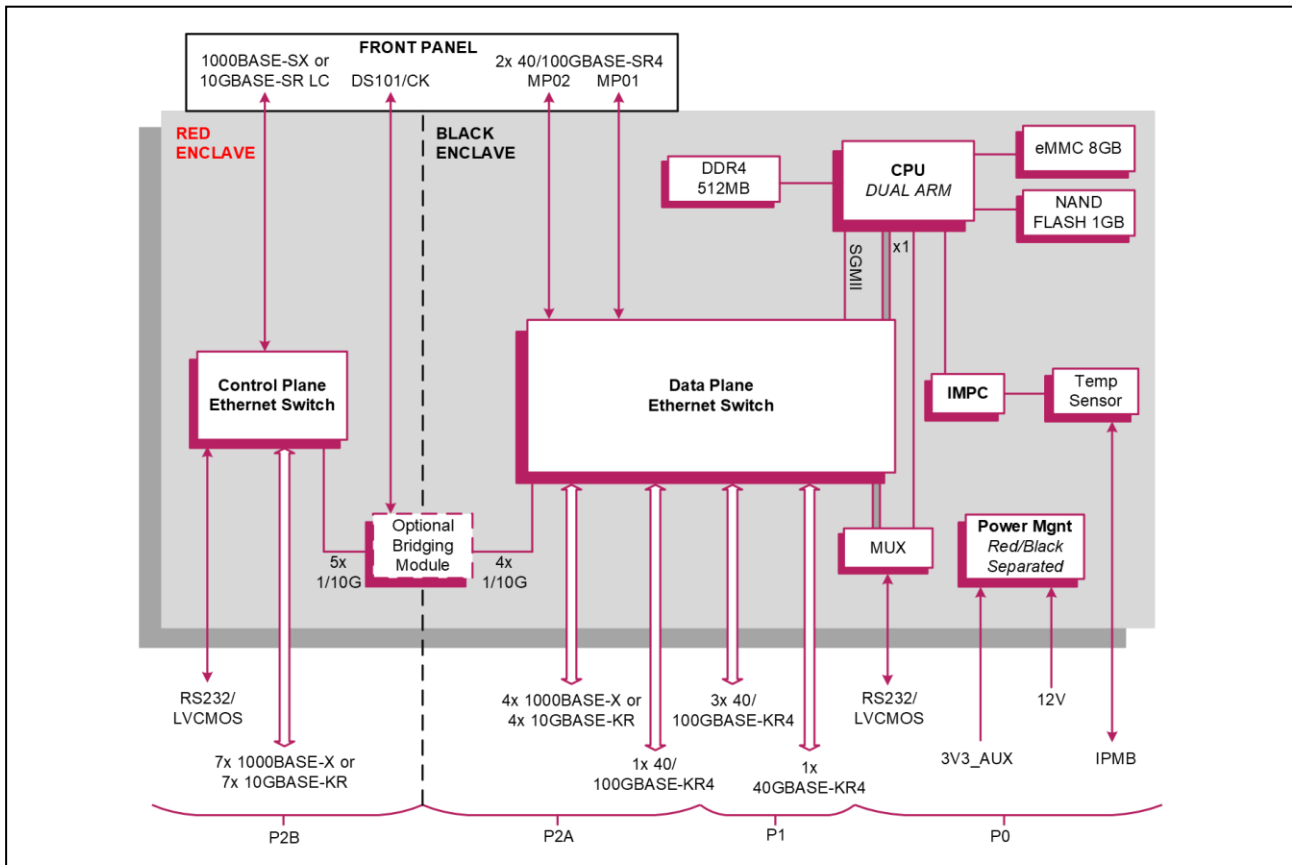 FRONT PANEL
1000BASE-SX or
10GBASE-SR LC
DS101/CK
2x 40/100GBASE-SR4
MP02
MP01
RED
ENCLAVE
BLACK
ENCLAVE
DDR4
512MB
CPU
DUAL ARM
eMMC 8GB
NAND
FLASH 1GB
SGMII
x1
Control Plane
Ethernet Switch
Data Plane
Ethernet Switch
IMPC
Temp
Sensor
Optional
Bridging
Module
5x
1/10G
4x
1/10G
MUX
Power Mgnt
Red/Black
Separated
RS232/
LVCMOS
7x 1000BASE-X or
7x 10GBASE-KR
4x 1000BASE-X or
4x 10GBASE-KR
1x 40/
100GBASE-KR4
3x 40/
100GBASE-KR4
1x
40GBASE-KR4
RS232/
LVCMOS
3V3_AUX
12V
IPMB
P2B
P2A
P1
P0